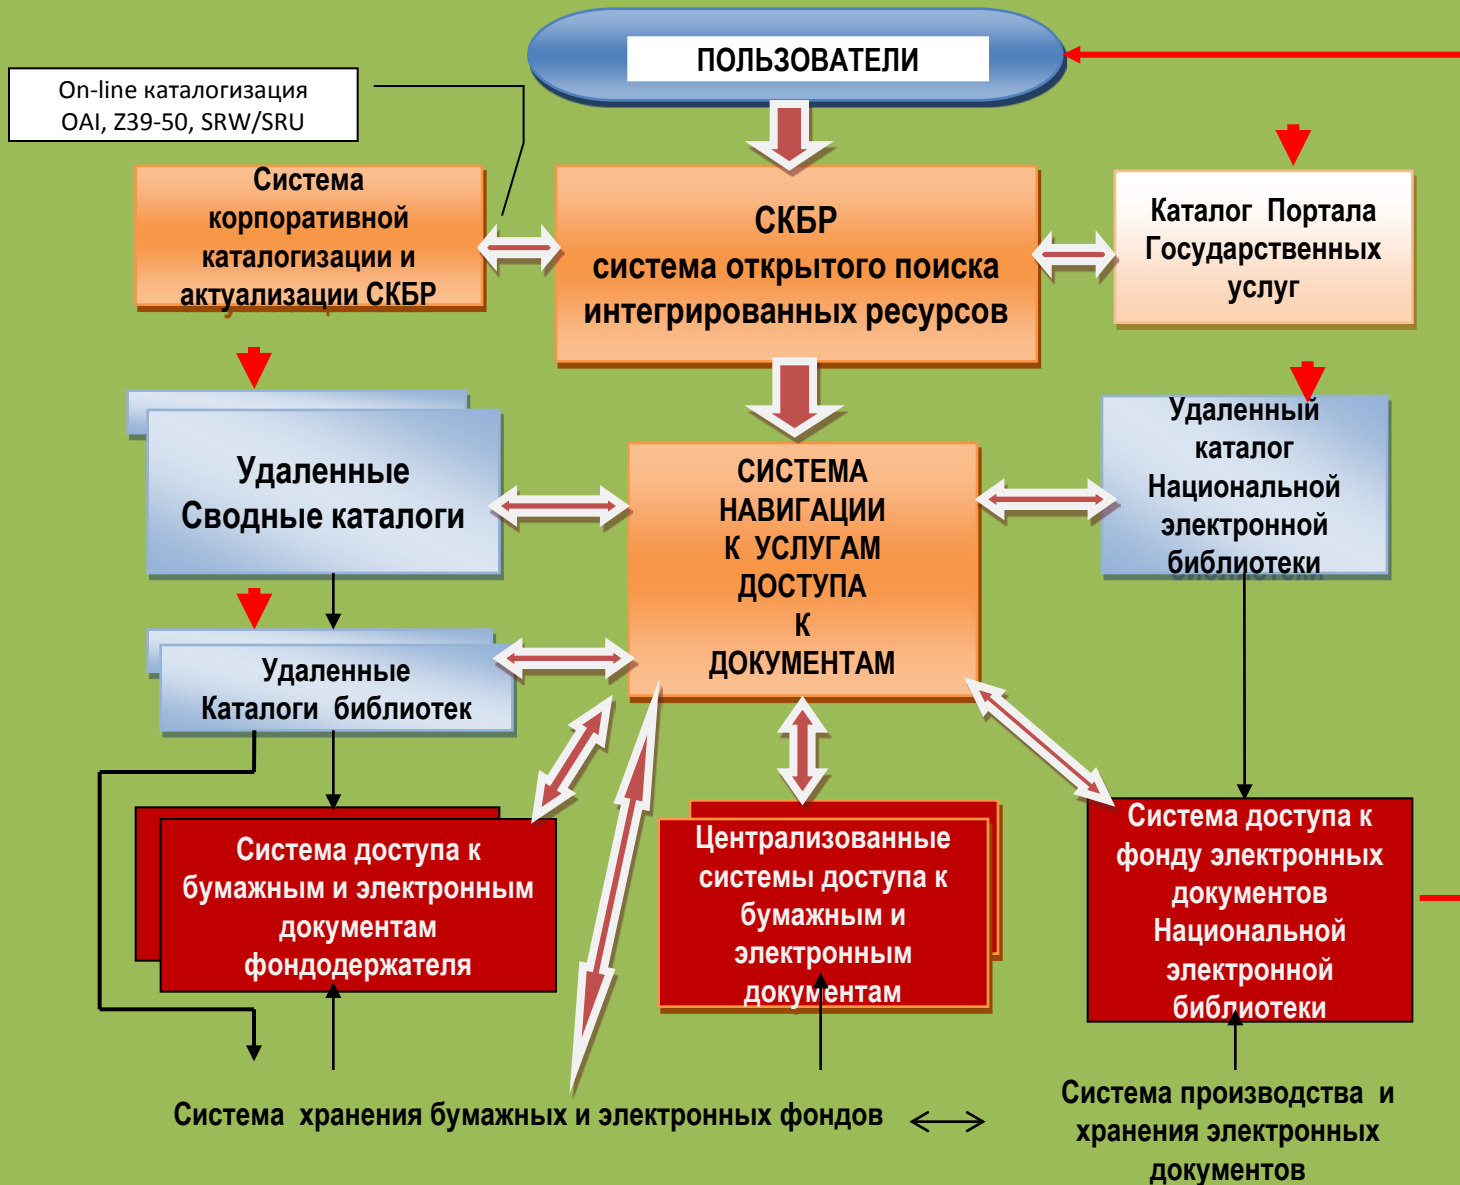 ПОЛЬЗОВАТЕЛИ
On-line каталогизация
OAI, Z39-50, SRW/SRU
Система
корпоративной
каталогизации и
актуализации СКБР
СКБР
система открытого поиска
интегрированных ресурсов
Каталог Портала
Государственных
услуг
Удаленные
Сводные каталоги
СИСТЕМА
НАВИГАЦИИ
К УСЛУГАМ
ДОСТУПА
К
ДОКУМЕНТАМ
Удаленный
каталог
Национальной
электронной
библиотеки
Удаленные
Каталоги библиотек
Система доступа к
бумажным и электронным
документам
фондодержателя
Централизованные
системы доступа к
бумажным и
электронным
документам
Система доступа к
фонду электронных
документов
Национальной
электронной
библиотеки
Система хранения бумажных и электронных фондов
Система производства и
хранения электронных
документов